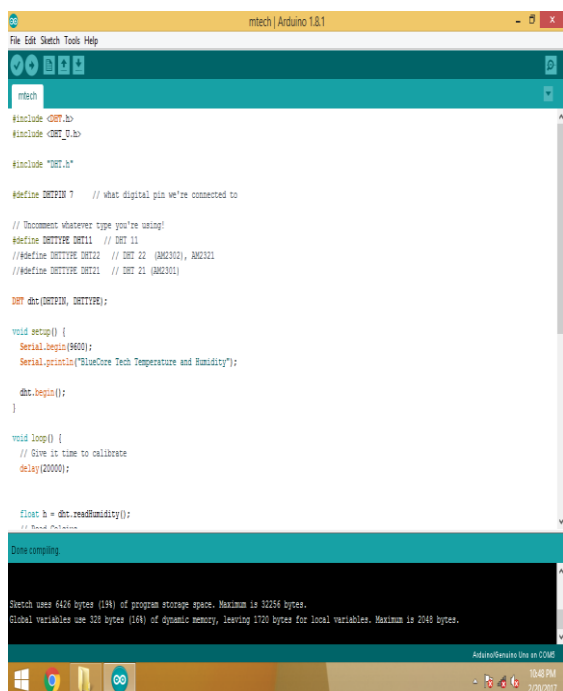 mtech | Arduino 1.8.1
File Edit Sketch Tools Help
mtech
#include <DHT.h>
#include <DHT_U.h>
#include "DHT.h"
#define DHTPIN 7     // what digital pin we're connected to
// Uncomment whatever type you're using!
#define DHTTYPE DHT11   // DHT 11
//#define DHTTYPE DHT22   // DHT 22  (AM2302), AM2321
//#define DHTTYPE DHT21   // DHT 21 (AM2301)
DHT dht(DHTPIN, DHTTYPE);
void setup() {
  Serial.begin(9600);
  Serial.println("BlueCore Tech Temperature and Humidity");
  dht.begin();
}
void loop() {
  // Give it time to calibrate
  delay(20000);
  float h = dht.readHumidity();
  // Read Celsius
Done compiling.
Sketch uses 6426 bytes (19%) of program storage space. Maximum is 32256 bytes.
Global variables use 328 bytes (16%) of dynamic memory, leaving 1720 bytes for local variables. Maximum is 2048 bytes.
Arduino/Genuino Uno on COM5
10:48 PM
2/20/2017